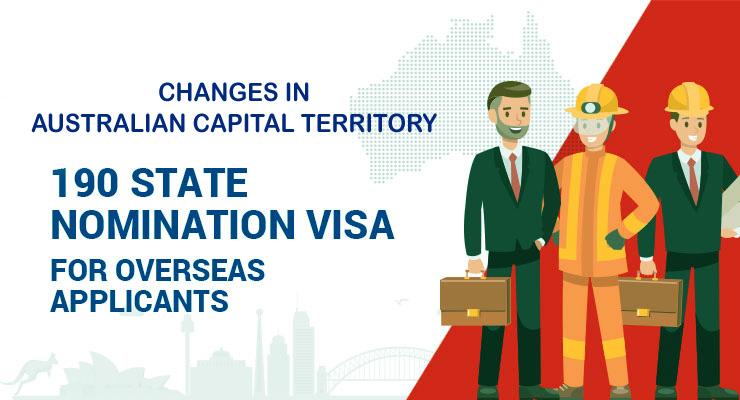 CHANGES IN
AUSTRALIAN CAPITAL TERRITORY
190 STATE
NOMINATION VISA
FOR OVERSEAS
APPLICANTS